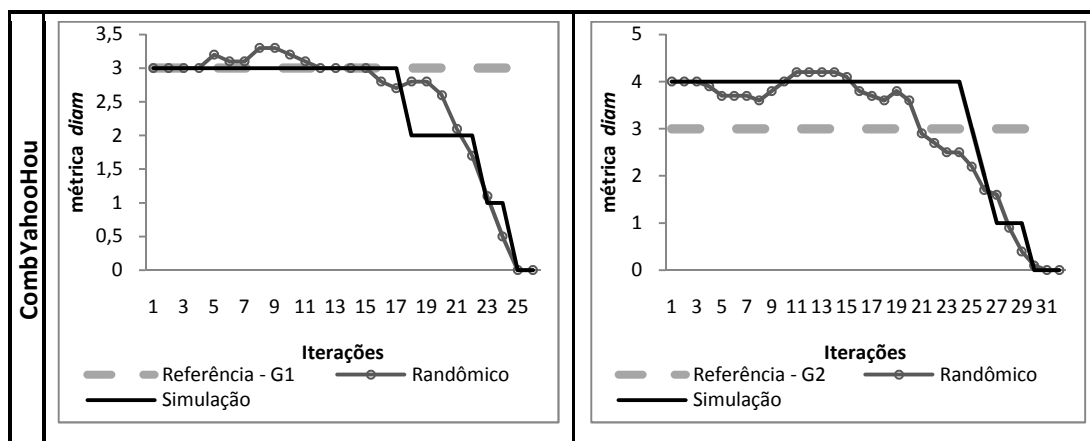 CombYahooHou
métrica diam
3,5
3
2,5
2
1,5
1
0,5
0
1 3 5 7 9 11 13 15 17 19 21 23 25
Iterações
Referência - G1 Randômico
Simulação
métrica diam
5
4
3
2
1
0
1 3 5 7 9 11 13 15 17 19 21 23 25 27 29 31
Iterações
Referência - G2 Randômico
Simulação